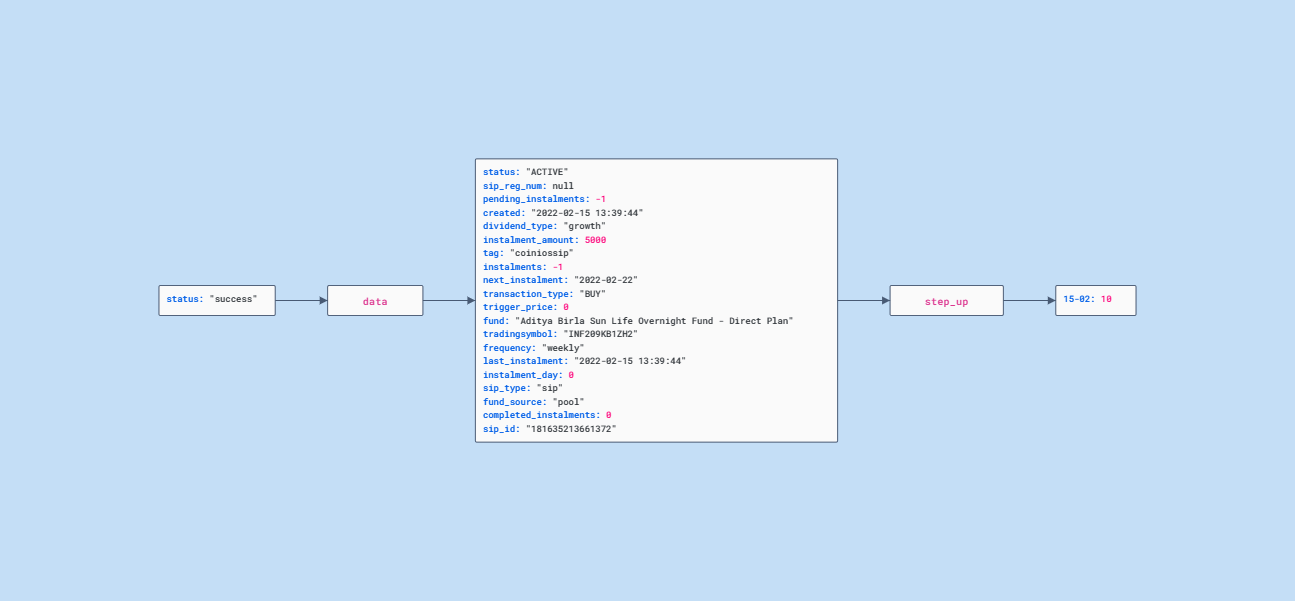 status: "success"
data
status: "ACTIVE"
sip_reg_num: null
pending_instalments: -1
created: "2022-02-15 13:39:44"
dividend_type: "growth"
instalment_amount: 5000
tag: "coiniossip"
instalments: -1
next_instalment: "2022-02-22"
transaction_type: "BUY"
trigger_price: 0
fund: "Aditya Birla Sun Life Overnight Fund - Direct Plan"
tradingsymbol: "INF209KB1ZH2"
frequency: "weekly"
last_instalment: "2022-02-15 13:39:44"
instalment_day: 0
sip_type: "sip"
fund_source: "pool"
completed_instalments: 0
sip_id: "181635213661372"
step_up
15-02: 10